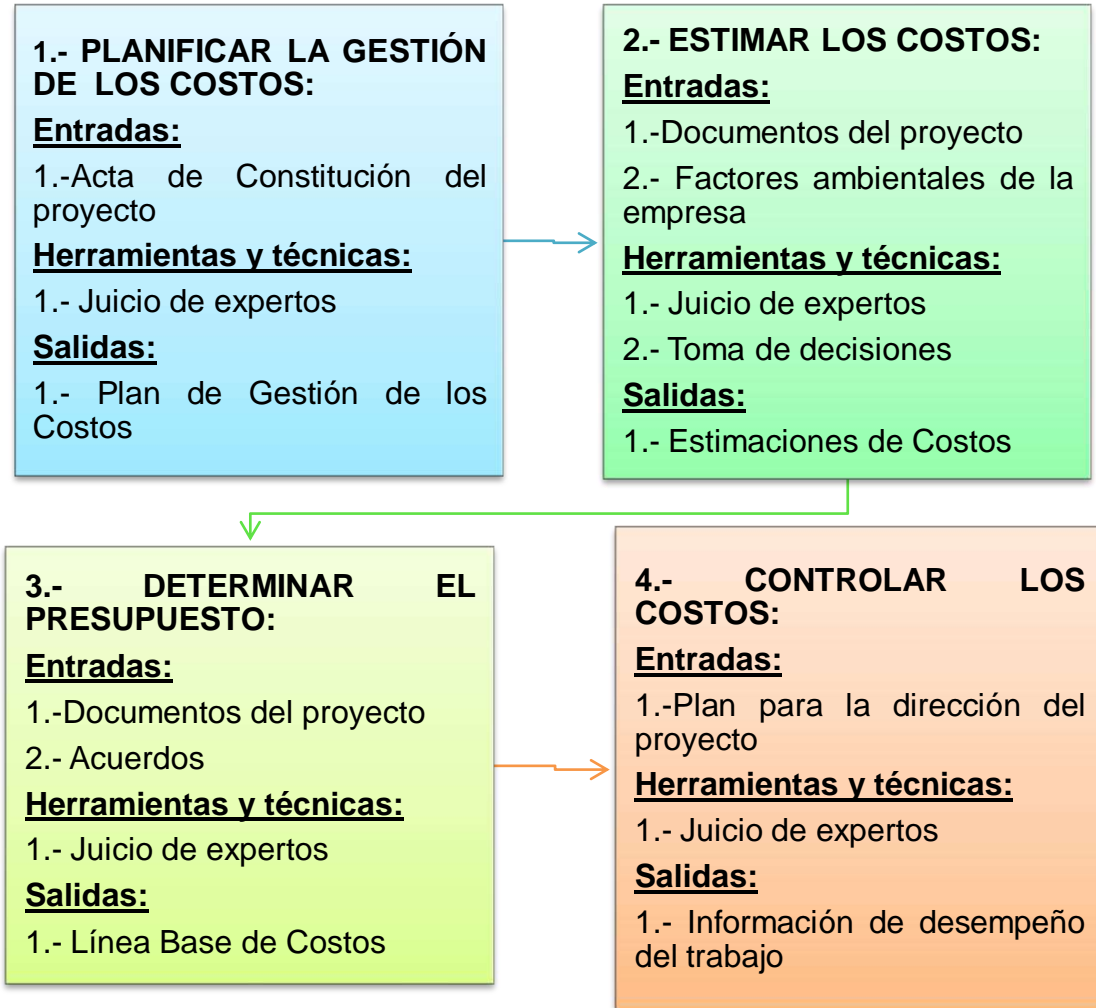 1.- PLANIFICAR LA GESTIÓN
DE LOS COSTOS:
Entradas:
1.-Acta de Constitución del
proyecto
Herramientas y técnicas:
1.- Juicio de expertos
Salidas:
1.- Plan de Gestión de los
Costos
2.- ESTIMAR LOS COSTOS:
Entradas:
1.-Documentos del proyecto
2.- Factores ambientales de la
empresa
Herramientas y técnicas:
1.- Juicio de expertos
2.- Toma de decisiones
Salidas:
1.- Estimaciones de Costos
3.- DETERMINAR EL
PRESUPUESTO:
Entradas:
1.-Documentos del proyecto
2.- Acuerdos
Herramientas y técnicas:
1.- Juicio de expertos
Salidas:
1.- Línea Base de Costos
4.- CONTROLAR LOS
COSTOS:
Entradas:
1.-Plan para la dirección del
proyecto
Herramientas y técnicas:
1.- Juicio de expertos
Salidas:
1.- Información de desempeño
del trabajo